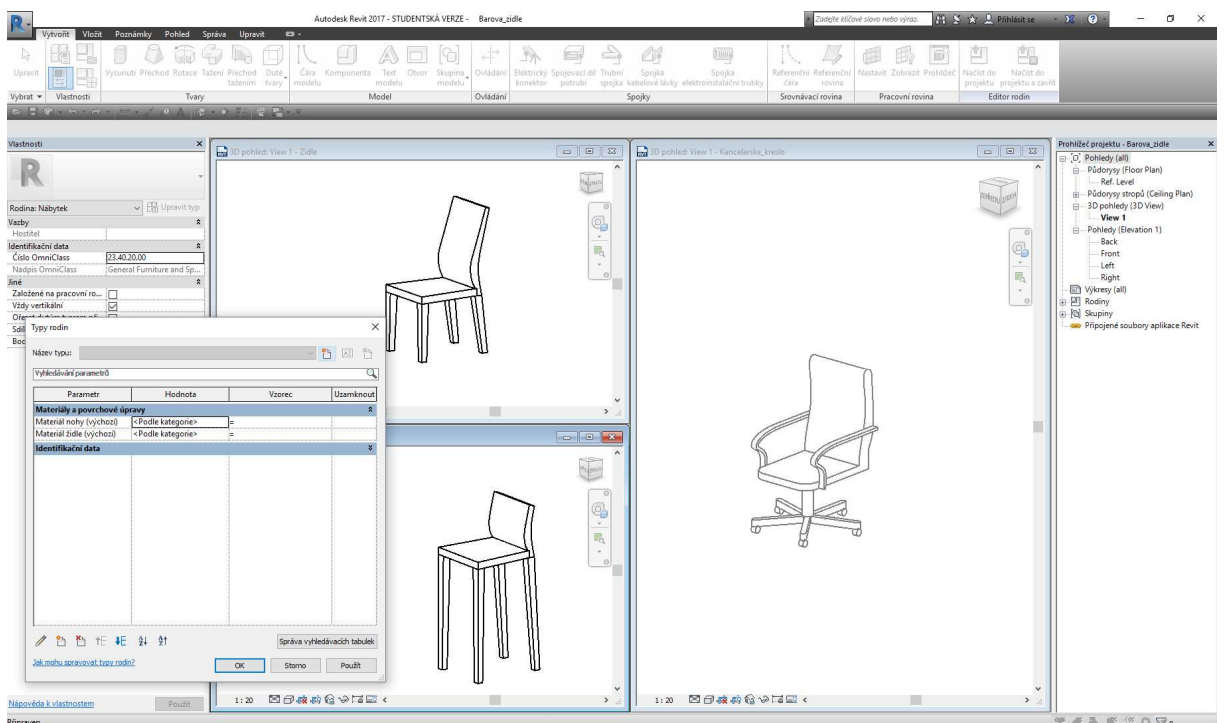 Autodesk Revit 2017 - STUDENTSKÁ VERZE - Barova_zidle
Zadejte klíčové slovo nebo výraz.
Přihlásit se
Vytvořit Vložit Poznámky Pohled Správa Upravit
Upravit
Vysunutí Přechod Rotace Tažení Přechod tažením Duté tvary
Čára modelu Komponenta Text modelu Otvor Skupina modelu
Ovládání
Elektrický konektor Spojovací díl potrubí Trubní spojka Spojka kabelové lávky Spojka elektroinstalační trubky
Referenční čára Referenční rovina
Nastavit Zobrazit Prohlížeč
Načíst do projektu Načíst do projektu a zavřít
Vybrat Vlastnosti Tvary Model Ovládání Spojky Srovnávací rovina Pracovní rovina Editor rodin
Vlastnosti
Rodina: Nábytek
Upravit typ
Vazby
Hostitel
Identifikační data
Číslo OmniClass 23.40.20.00
Nadpis OmniClass General Furniture and Sp...
Jiné
Založené na pracovní ro...
Vždy vertikální
Typy rodin
Název typu:
Vyhledávání parametrů
Parametr Hodnota Vzorec Uzamknout
Materiály a povrchové úpravy
Materiál nohy (výchozí) <Podle kategorie> =
Materiál židle (výchozí) <Podle kategorie> =
Identifikační data
Správa vyhledávacích tabulek
Jak mohu spravovat typy rodin?
OK Storno Použít
Nápověda k vlastnostem
Použít
Připraven
3D pohled: View 1 - Zidle
3D pohled: View 1 - Kancelarske_kreslo
1 : 20
1 : 20
Prohlížeč projektu - Barova_zidle
Pohledy (all)
Půdorysy (Floor Plan)
Ref. Level
Půdorysy stropů (Ceiling Plan)
3D pohledy (3D View)
View 1
Pohledy (Elevation 1)
Back
Front
Left
Right
Výkresy (all)
Rodiny
Skupiny
Připojené soubory aplikace Revit